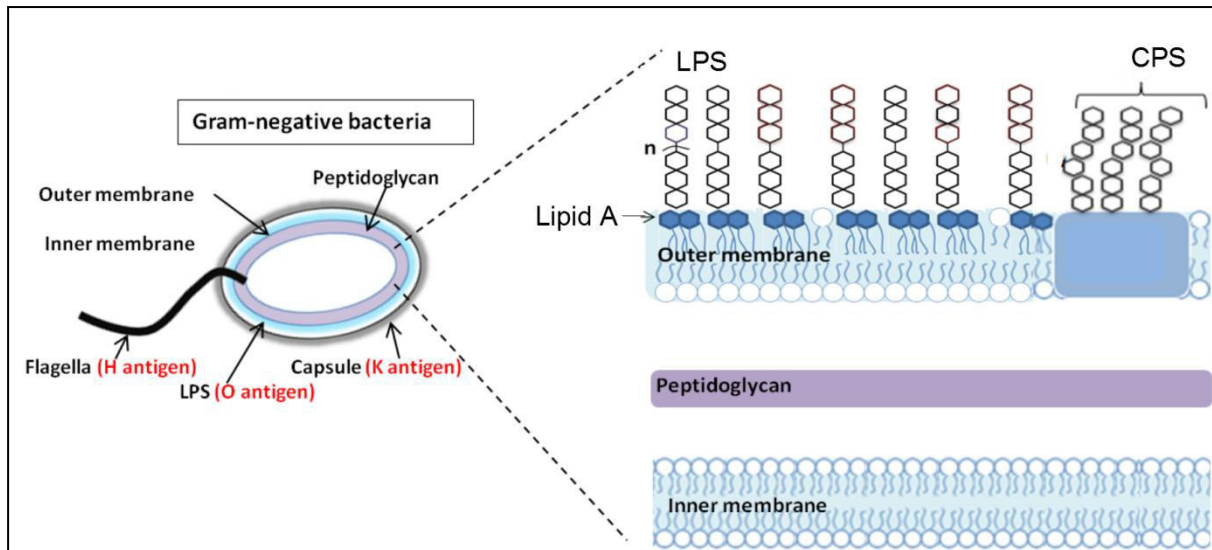 Gram-negative bacteria
Outer membrane
Peptidoglycan
Inner membrane
Flagella (H antigen)
LPS (O antigen)
Capsule (K antigen)
LPS
CPS
n
Lipid A
Outer membrane
Peptidoglycan
Inner membrane